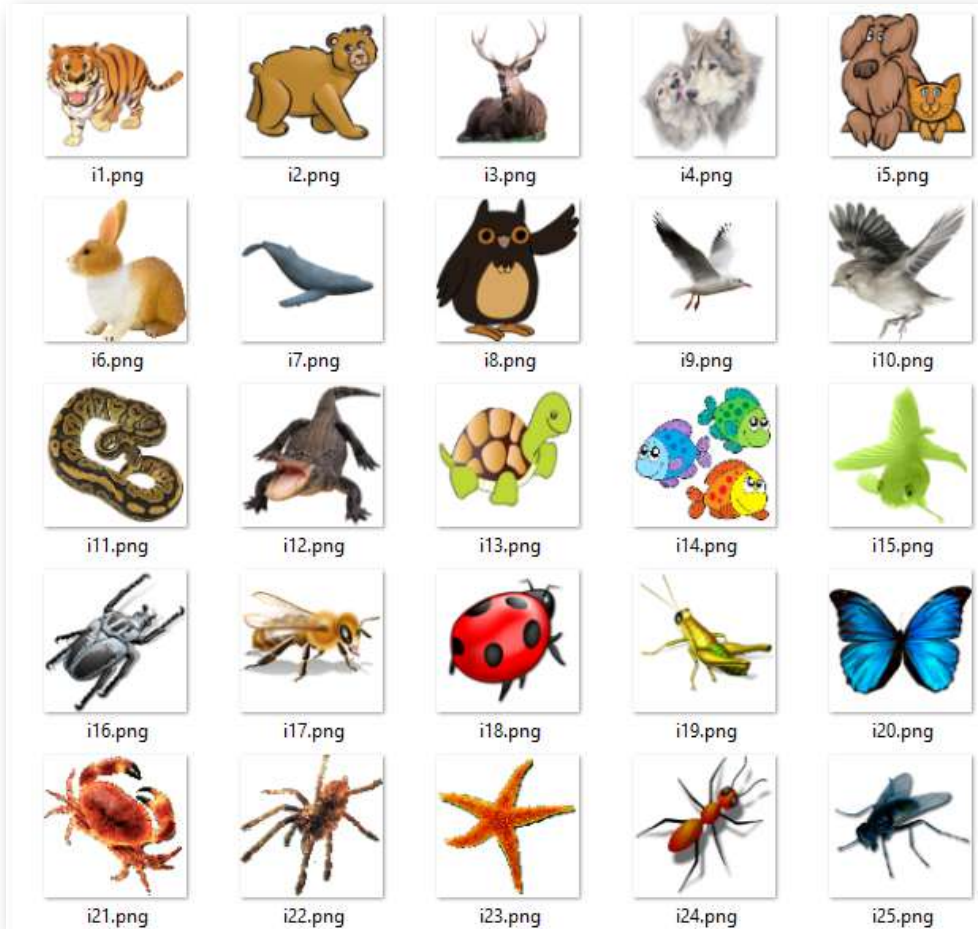 i1.png i2.png i3.png i4.png i5.png
i6.png i7.png i8.png i9.png i10.png
i11.png i12.png i13.png i14.png i15.png
i16.png i17.png i18.png i19.png i20.png
i21.png i22.png i23.png i24.png i25.png